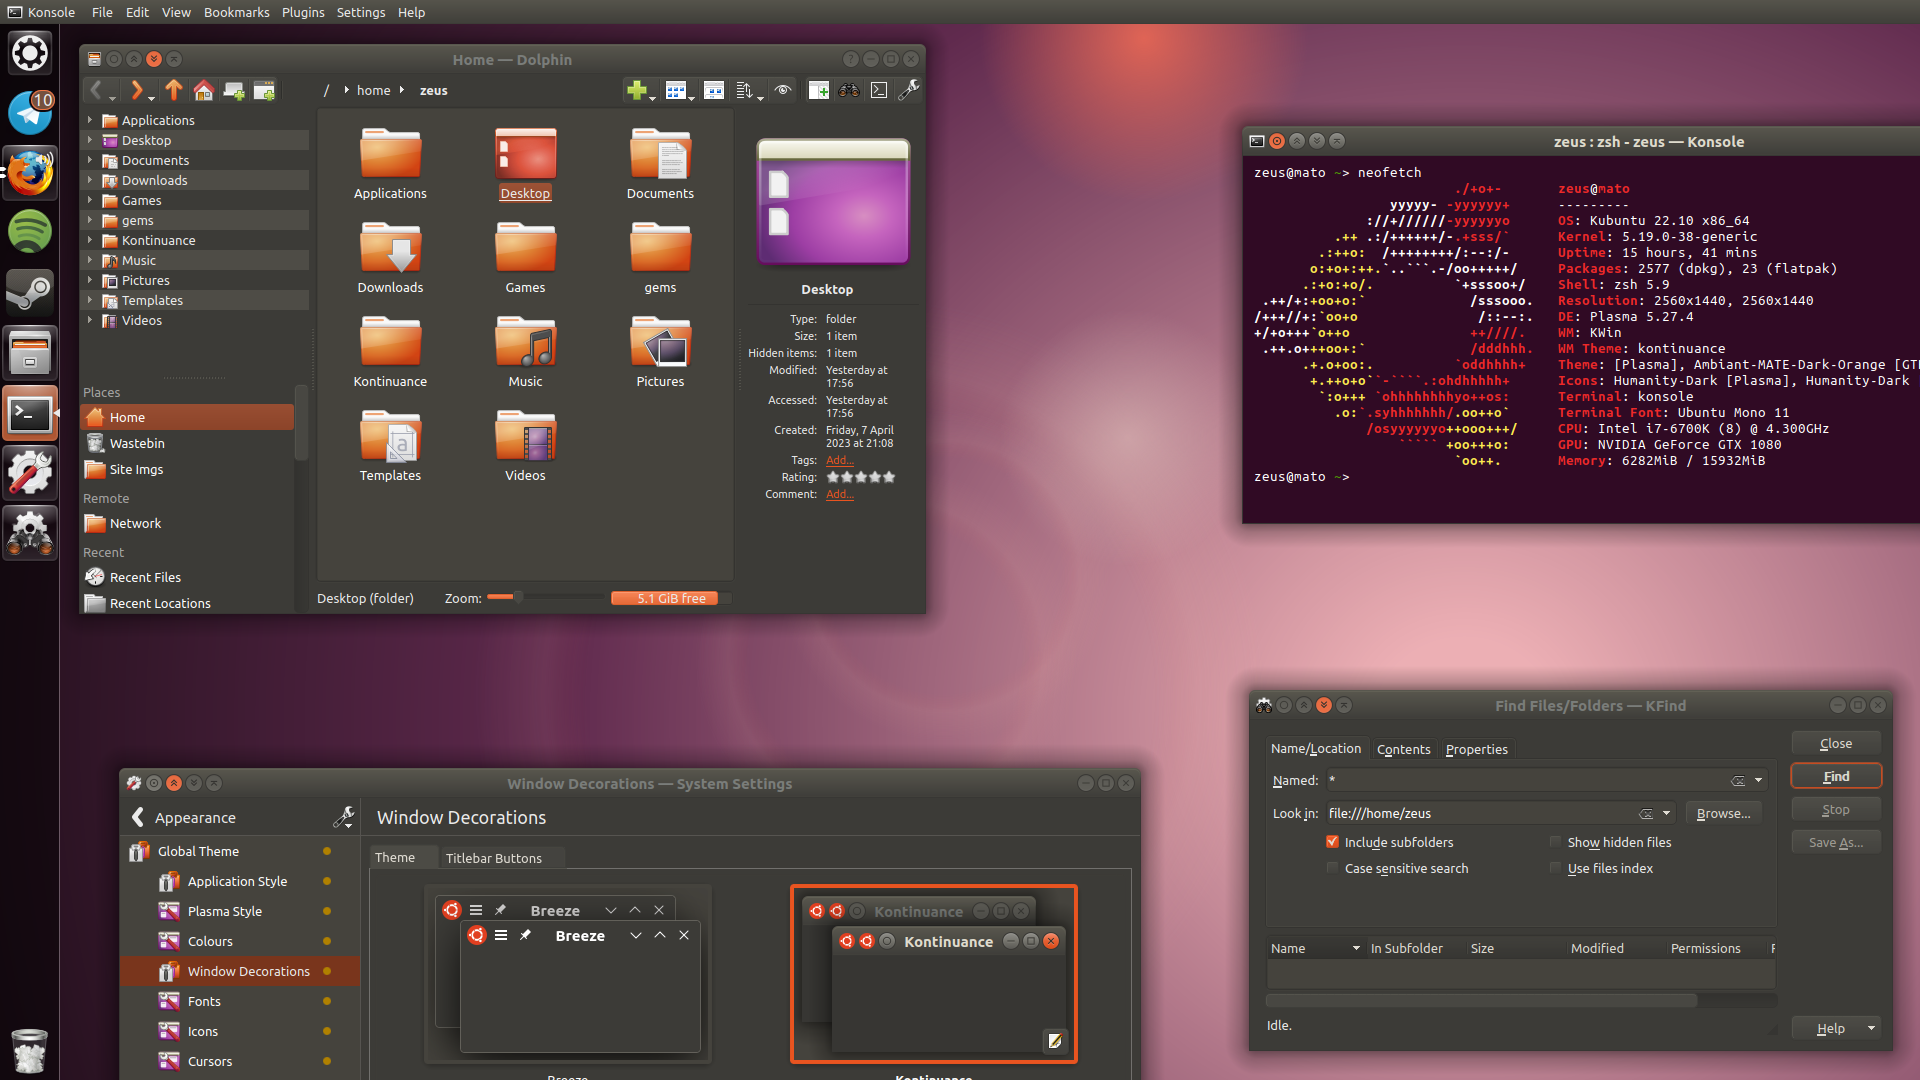 Konsole File Edit View Bookmarks Plugins Settings Help
10
Home — Dolphin
/ home zeus
Applications
Desktop
Documents
Downloads
Games
gems
Kontinuance
Music
Pictures
Templates
Videos
Places
Home
Wastebin
Site Imgs
Remote
Network
Recent
Recent Files
Recent Locations
Applications Desktop Documents
Downloads Games gems
Kontinuance Music Pictures
Templates Videos
Desktop
Type: folder
Size: 1 item
Hidden items: 1 item
Modified: Yesterday at
17:56
Accessed: Yesterday at
17:56
Created: Friday, 7 April
2023 at 21:08
Tags: Add...
Rating:
Comment: Add...
Desktop (folder) Zoom: 5.1 GiB free
zeus : zsh - zeus — Konsole
zeus@mato ~> neofetch
zeus@mato
---------
OS: Kubuntu 22.10 x86_64
Kernel: 5.19.0-38-generic
Uptime: 15 hours, 41 mins
Packages: 2577 (dpkg), 23 (flatpak)
Shell: zsh 5.9
Resolution: 2560x1440, 2560x1440
DE: Plasma 5.27.4
WM: KWin
WM Theme: kontinuance
Theme: [Plasma], Ambiant-MATE-Dark-Orange [GT
Icons: Humanity-Dark [Plasma], Humanity-Dark
Terminal: konsole
Terminal Font: Ubuntu Mono 11
CPU: Intel i7-6700K (8) @ 4.300GHz
GPU: NVIDIA GeForce GTX 1080
Memory: 6282MiB / 15932MiB
zeus@mato ~>
Window Decorations — System Settings
Appearance
Global Theme
Application Style
Plasma Style
Colours
Window Decorations
Fonts
Icons
Cursors
Window Decorations
Theme Titlebar Buttons
Breeze
Breeze
Kontinuance
Kontinuance
Breeze Kontinuance
Find Files/Folders — KFind
Name/Location Contents Properties
Named: *
Look in: file:///home/zeus Browse...
Include subfolders Show hidden files
Case sensitive search Use files index
Close
Find
Stop
Save As...
Name In Subfolder Size Modified Permissions F
Idle.
Help